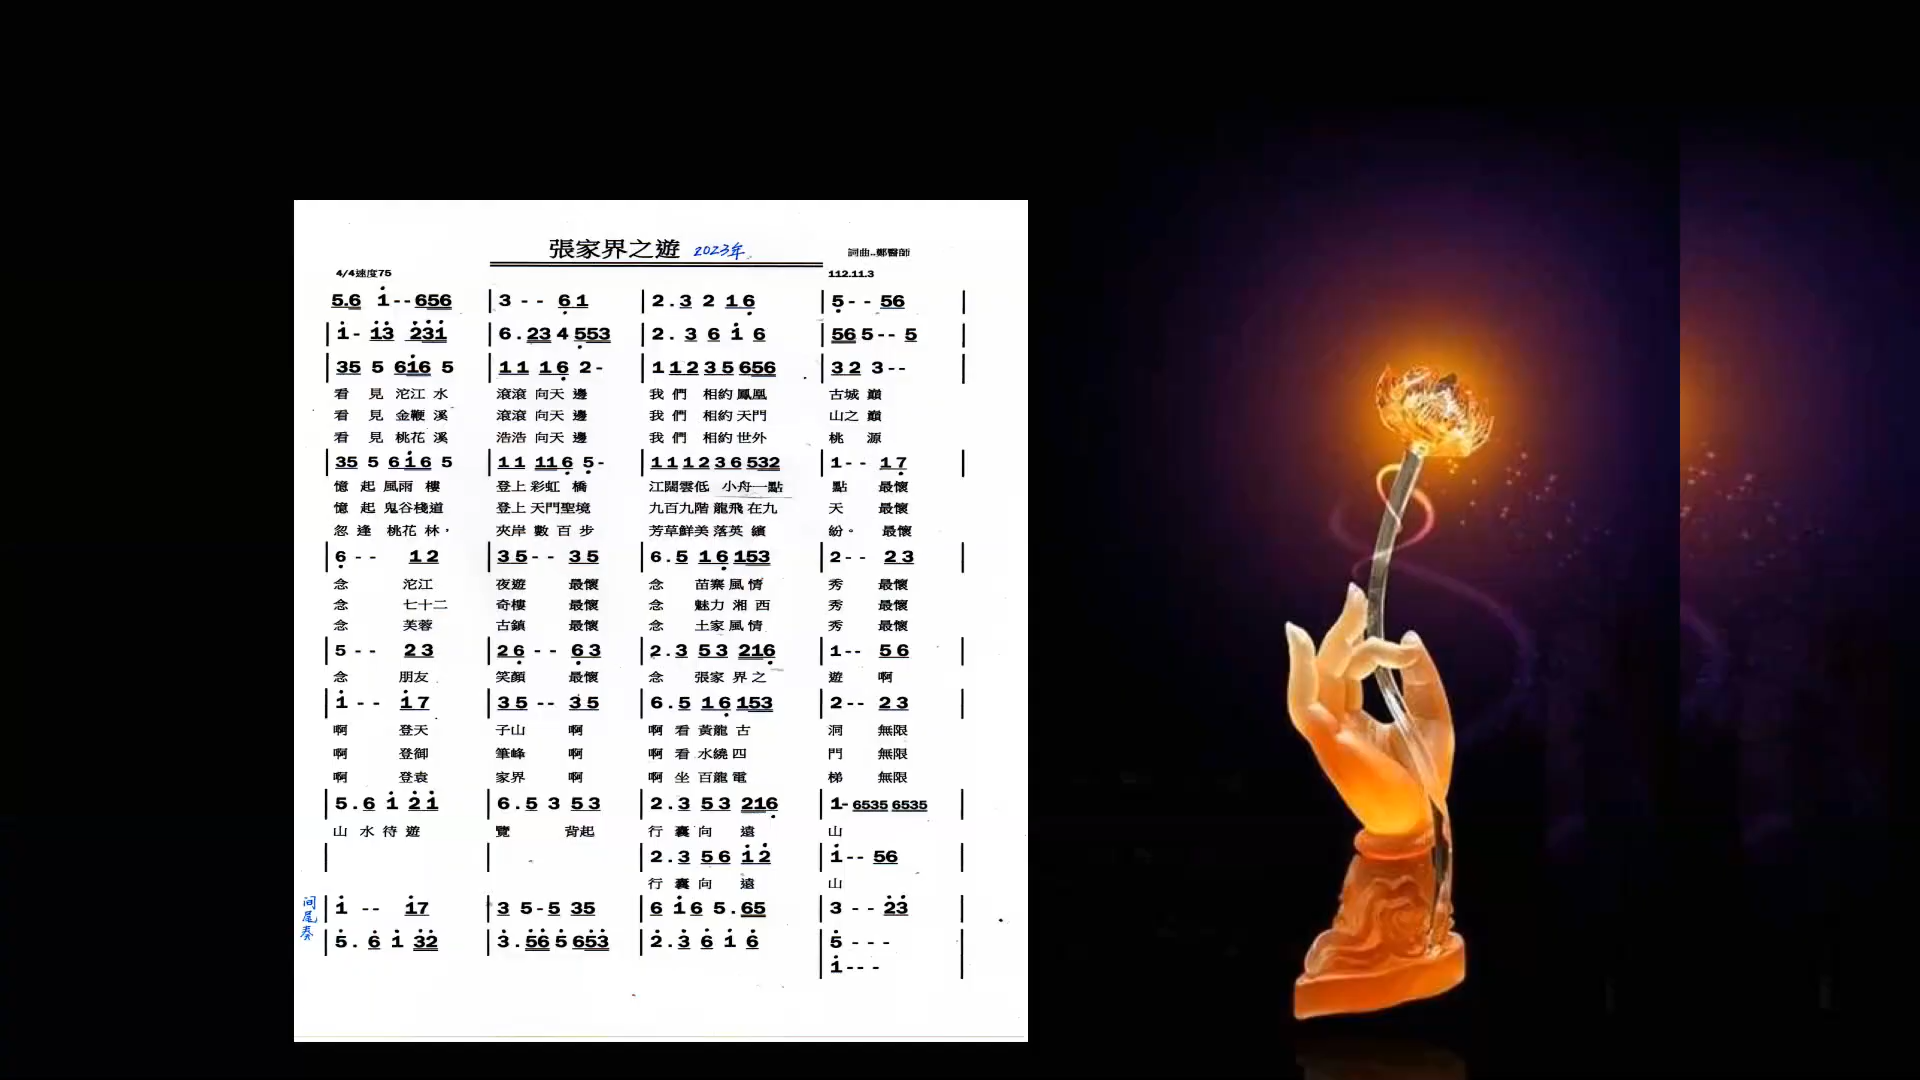 張家界之遊 2023年
詞曲..鄭醫師
4/4速度75 112.11.3
5.6 1--656 |3 -- 61 |2.3 2 16 |5-- 56 |
|1- 13 231 |6.23 4 553 |2. 3 6 1 6 |56 5-- 5 |
|35 5 616 5 |11 16 2- |112 35 656 |32 3-- |
看 見 沱江 水 滾滾 向天 邊 我 們 相約 鳳凰 古城 巔
看 見 金鞭 溪 滾滾 向天 邊 我 們 相約 天門 山之 巔
看 見 桃花 溪 浩浩 向天 邊 我 們 相約 世外 桃 源
|35 5 616 5 |11 116 5- |1112 36 532 |1-- 17 |
憶 起 風雨 樓 登上 彩虹 橋 江闊雲低 小舟一點 點 最懷
憶 起 鬼谷棧道 登上 天門聖境 九百九階 龍飛 在九 天 最懷
忽 逢 桃花 林， 夾岸 數 百 步 芳草鮮美 落英 繽 紛。 最懷
|6 -- 12 |35-- 35 |6.5 16 153 |2-- 23 |
念 沱江 夜遊 最懷 念 苗寨 風 情 秀 最懷
念 七十二 奇樓 最懷 念 魅力 湘 西 秀 最懷
念 芙蓉 古鎮 最懷 念 土家 風 情 秀 最懷
|5 -- 23 |26-- 63 |2.3 53 216 |1-- 56 |
念 朋友 笑顏 最懷 念 張家 界 之 遊 啊
|1 -- 17 |35 -- 35 |6.5 16 153 |2-- 23 |
啊 登天 子山 啊 啊 看 黃龍 古 洞 無限
啊 登御 筆峰 啊 啊 看 水繞 四 門 無限
啊 登袁 家界 啊 啊 坐 百龍 電 梯 無限
|5.6 1 21 |6.5 3 53 |2.3 53 216 |1- 6535 6535 |
山 水 待 遊 覽 背起 行 囊 向 遠 山
| | |2.3 56 12 |1-- 56 |
行 囊 向 遠 山
间尾奏
|1 -- 17 |3 5-5 35 |6 16 5.65 |3 -- 23 |
|5. 6 1 32 |3.56 5 653 |2.3 6 1 6 |5 --- |
|1--- |